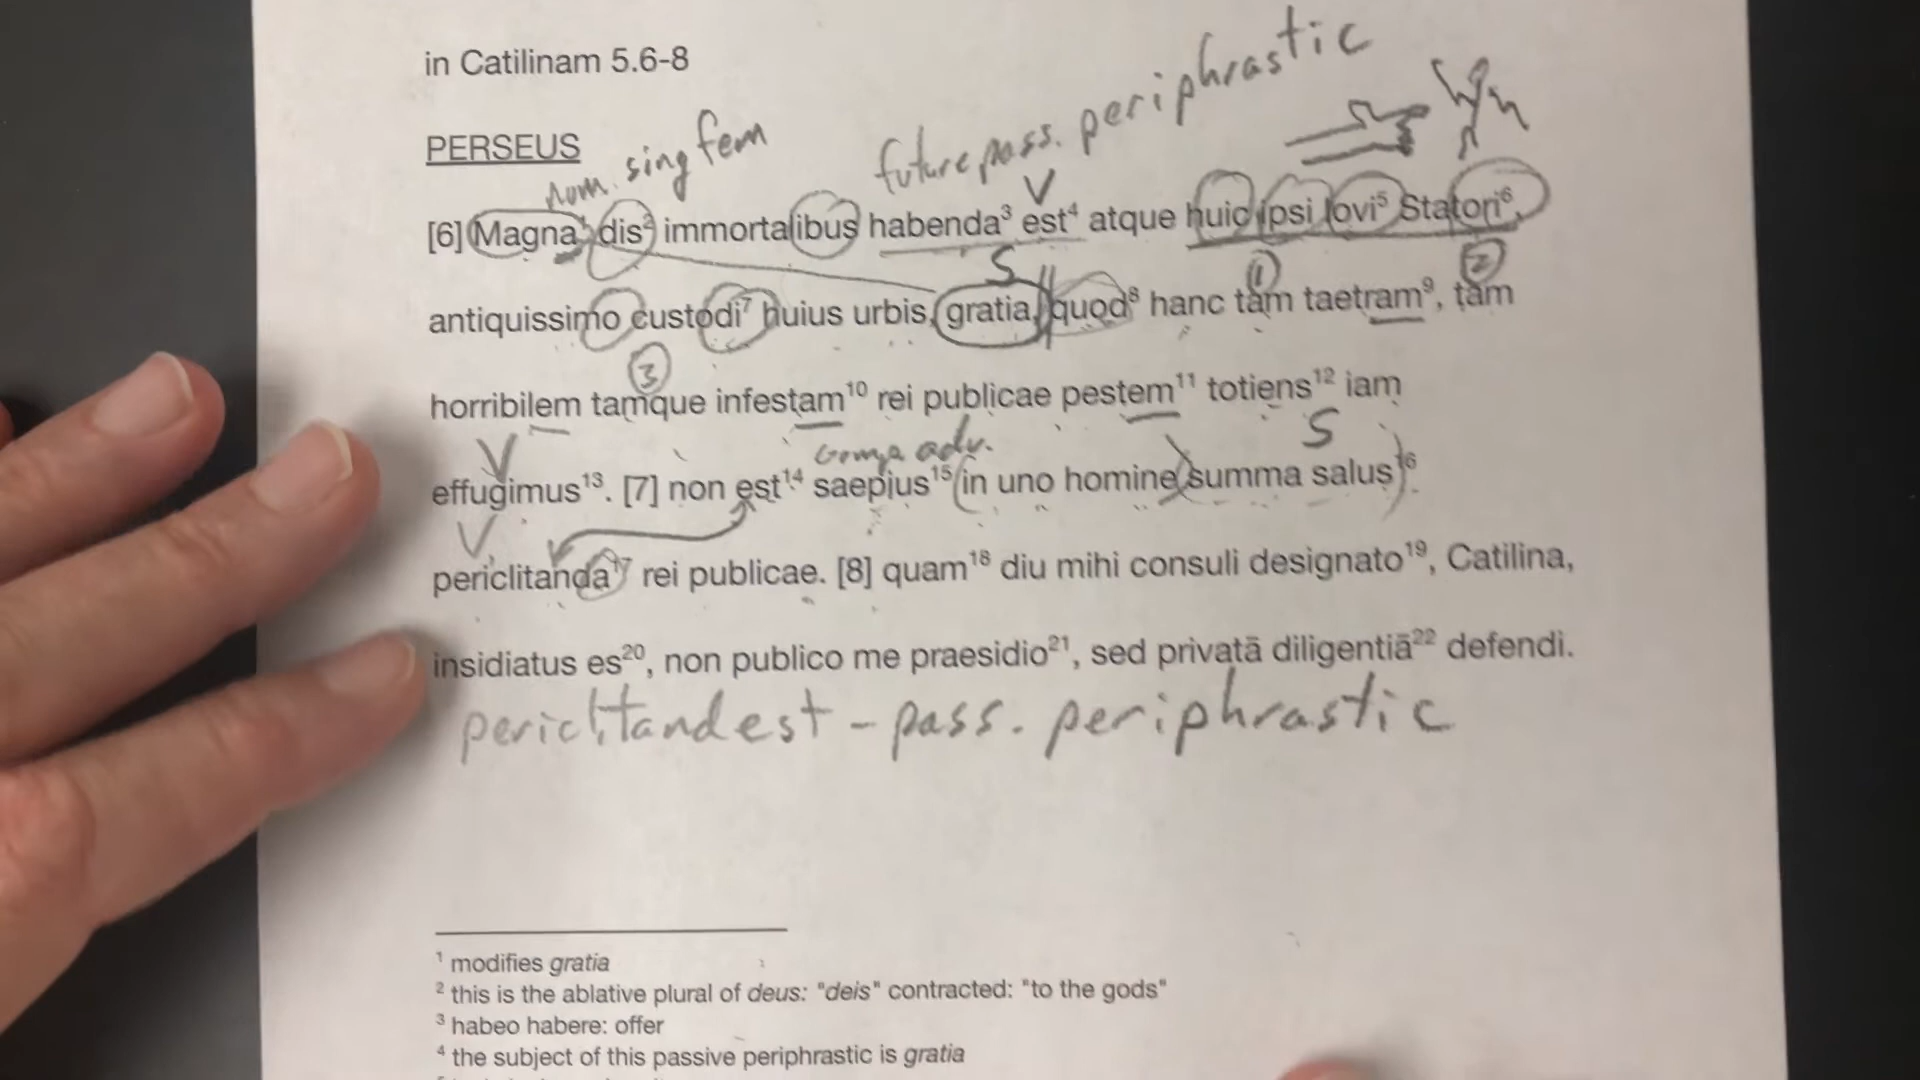 in Catilinam 5.6-8
future pass. periphrastic
PERSEUS
nom. sing fem
V
[6] Magna¹ dis² immortalibus habenda³ est⁴ atque huic ipsi Iovi⁵ Statori⁶,
S
1
2
antiquissimo custodi⁷ huius urbis, gratia, quod⁸ hanc tam taetram⁹, tam
3
horribilem tamque infestam¹⁰ rei publicae pestem¹¹ totiens¹² iam
V
comp adv.
S
effugimus¹³. [7] non est¹⁴ saepius¹⁵ in uno homine summa salus¹⁶
V
periclitanda¹⁷ rei publicae. [8] quam¹⁸ diu mihi consuli designato¹⁹, Catilina,
insidiatus es²⁰, non publico me praesidio²¹, sed privatā diligentiā²² defendi.
periclitandest - pass. periphrastic
¹ modifies gratia
² this is the ablative plural of deus: "deis" contracted: "to the gods"
³ habeo habere: offer
⁴ the subject of this passive periphrastic is gratia